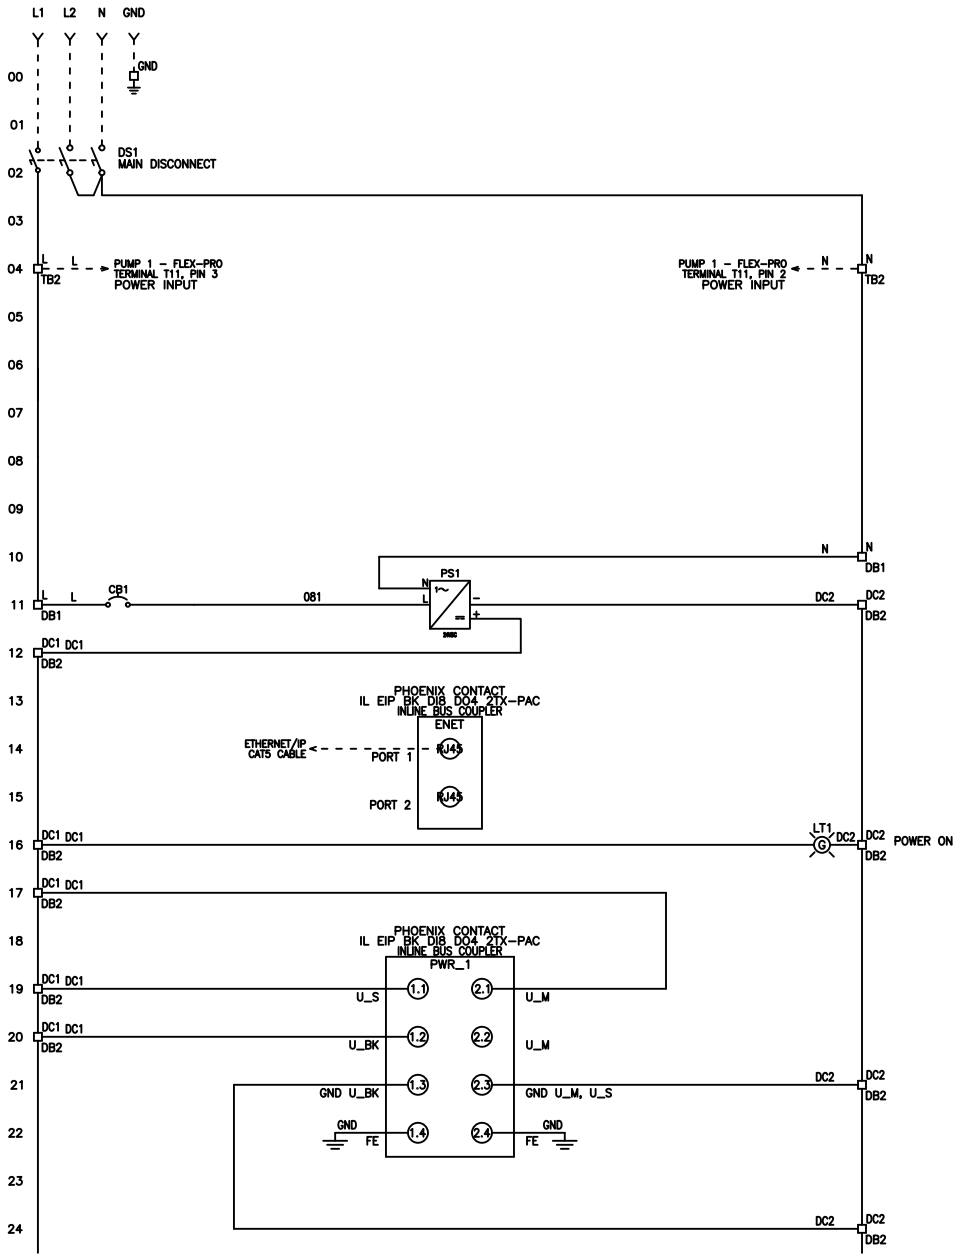 L1 L2 N GND
GND
00
01
DS1
MAIN DISCONNECT
02
03
L L PUMP 1 - FLEX-PRO
TERMINAL T11, PIN 3
POWER INPUT
04
TB2
PUMP 1 - FLEX-PRO
TERMINAL T11, PIN 2
POWER INPUT
N N
TB2
05
06
07
08
09
10
N N
DB1
PS1
N
1~
L
-
+
11
L L CB1 081
DB1
DC2 DC2
DB2
12
DC1 DC1
DB2
13
PHOENIX CONTACT
IL EIP BK DI8 DO4 2TX-PAC
INLINE BUS COUPLER
ENET
14
ETHERNET/IP
CAT5 CABLE
PORT 1
RJ45
15
PORT 2
RJ45
16
DC1 DC1
DB2
LT1
G
DC2 DC2
DB2
POWER ON
17
DC1 DC1
DB2
18
PHOENIX CONTACT
IL EIP BK DI8 DO4 2TX-PAC
INLINE BUS COUPLER
PWR_1
19
DC1 DC1
DB2
U_S
1.1 2.1
U_M
20
DC1 DC1
DB2
U_BK
1.2 2.2
U_M
21
GND U_BK
1.3 2.3
GND U_M, U_S
DC2 DC2
DB2
22
GND
FE
1.4 2.4
GND
FE
23
24
DC2 DC2
DB2